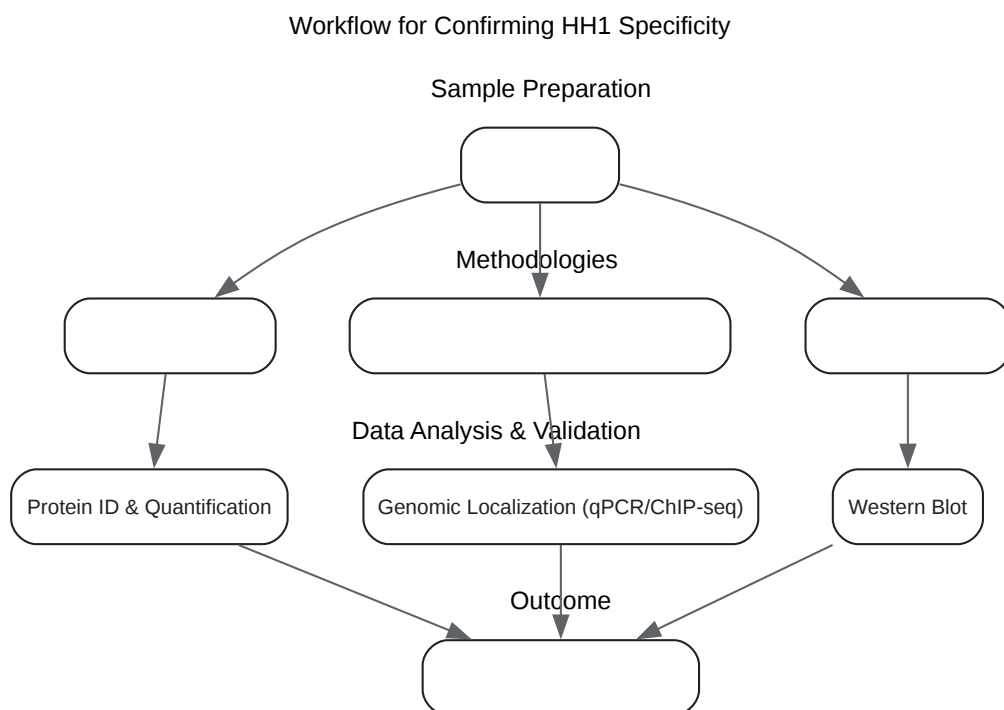 Workflow for Confirming HH1 Specificity
Sample Preparation
Methodologies
Data Analysis & Validation
Protein ID & Quantification
Genomic Localization (qPCR/ChIP-seq)
Western Blot
Outcome